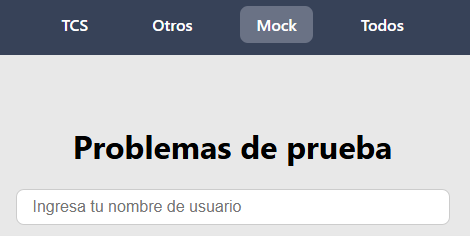 TCS Otros Mock Todos
Problemas de prueba
Ingresa tu nombre de usuario